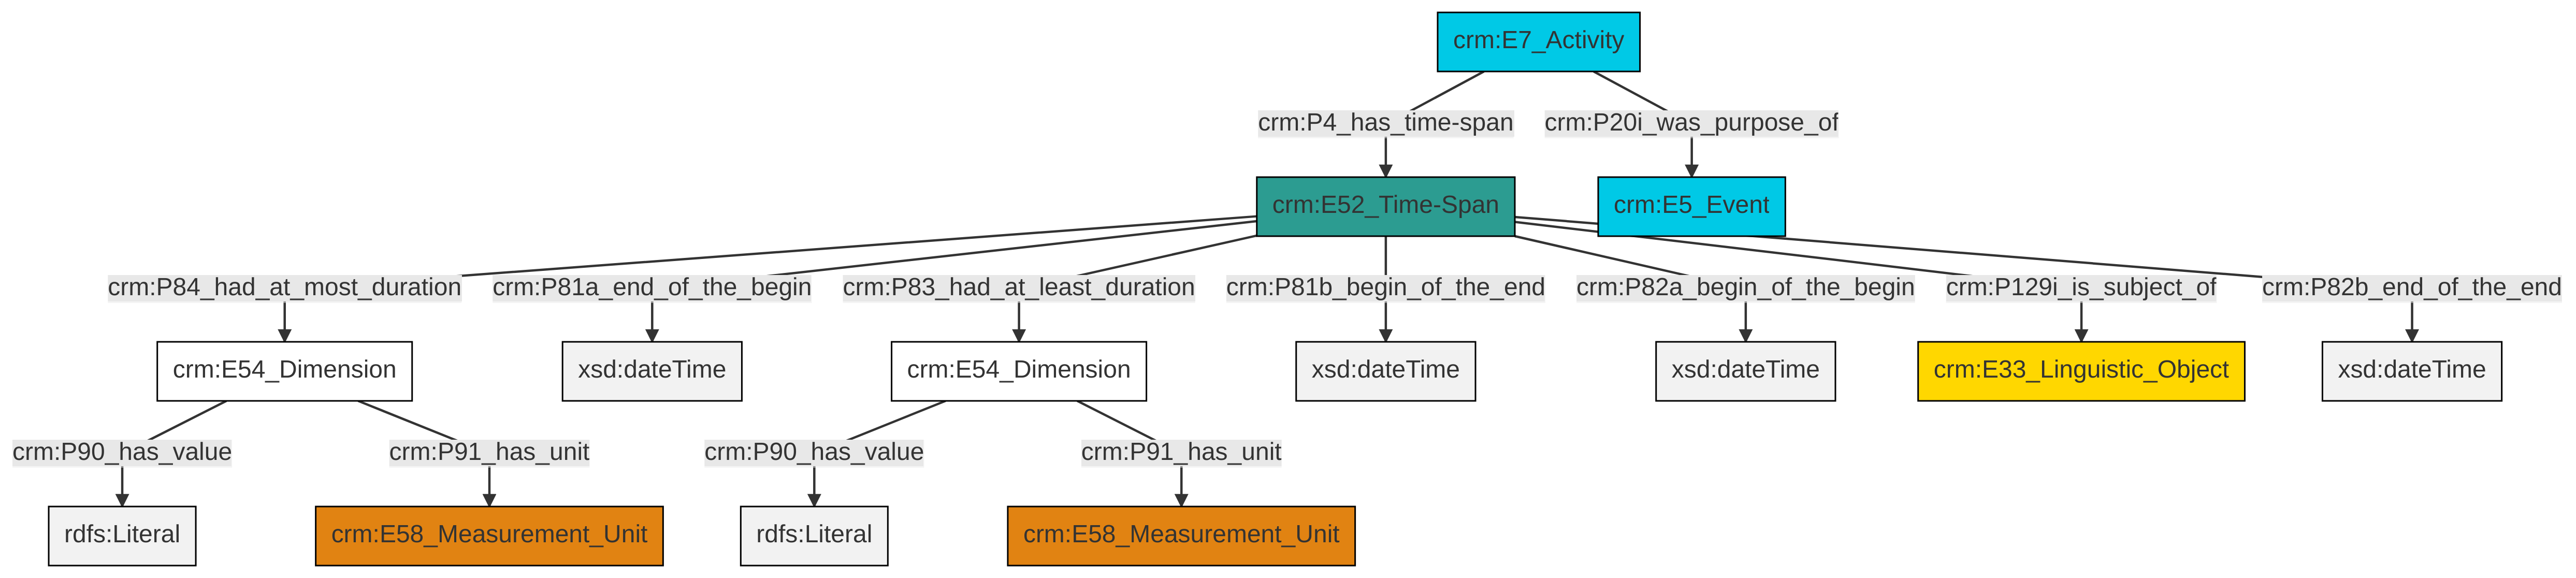 crm:E7_Activity
crm:P4_has_time-span
crm:P20i_was_purpose_of
crm:E52_Time-Span
crm:E5_Event
crm:P84_had_at_most_duration
crm:P81a_end_of_the_begin
crm:P83_had_at_least_duration
crm:P81b_begin_of_the_end
crm:P82a_begin_of_the_begin
crm:P129i_is_subject_of
crm:P82b_end_of_the_end
crm:E54_Dimension
xsd:dateTime
crm:E54_Dimension
xsd:dateTime
xsd:dateTime
crm:E33_Linguistic_Object
xsd:dateTime
crm:P90_has_value
crm:P91_has_unit
crm:P90_has_value
crm:P91_has_unit
rdfs:Literal
crm:E58_Measurement_Unit
rdfs:Literal
crm:E58_Measurement_Unit